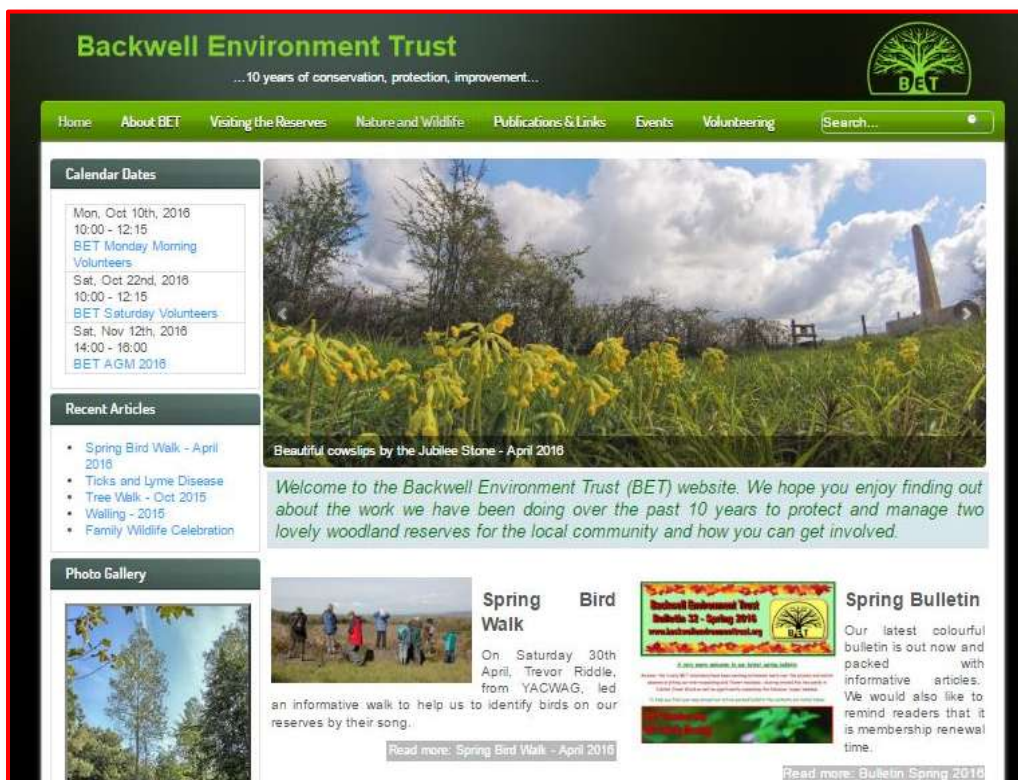 Backwell Environment Trust
...10 years of conservation, protection, improvement...
BET
Home About BET Visiting the Reserves Nature and Wildlife Publications & Links Events Volunteering Search...
Calendar Dates
Mon, Oct 10th, 2016
10:00 - 12:15
BET Monday Morning
Volunteers
Sat, Oct 22nd, 2016
10:00 - 12:15
BET Saturday Volunteers
Sat, Nov 12th, 2016
14:00 - 16:00
BET AGM 2016
Recent Articles
Spring Bird Walk - April
2016
Ticks and Lyme Disease
Tree Walk - Oct 2015
Walling - 2015
Family Wildlife Celebration
Photo Gallery
Beautiful cowslips by the Jubilee Stone - April 2016
Welcome to the Backwell Environment Trust (BET) website. We hope you enjoy finding out
about the work we have been doing over the past 10 years to protect and manage two
lovely woodland reserves for the local community and how you can get involved.
Spring Bird
Walk
On Saturday 30th
April, Trevor Riddle,
from YACWAG, led
an informative walk to help us to identify birds on our
reserves by their song.
Read more: Spring Bird Walk - April 2016
Backwell Environment Trust
Bulletin 32 - Spring 2016
www.backwellenvironmenttrust.org
BET
Spring Bulletin
Our latest colourful
bulletin is out now and
packed with
informative articles.
We would also like to
remind readers that it
is membership renewal
time.
Read more: Bulletin Spring 2016